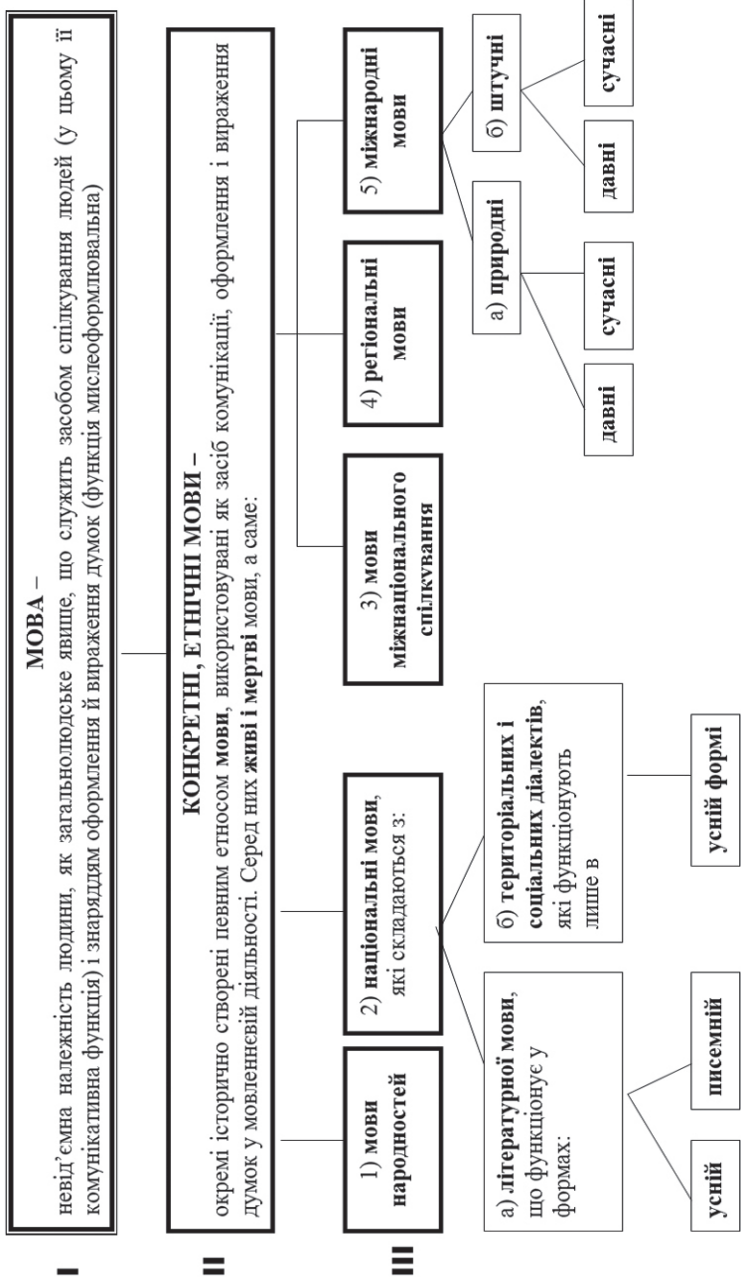 I
МОВА –
невід’ємна належність людини, як загальнолюдське явище, що служить засобом спілкування людей (у цьому її
комунікативна функція) і знаряддям оформлення й вираження думок (функція мислеоформлювальна)
II
КОНКРЕТНІ, ЕТНІЧНІ МОВИ –
окремі історично створені певним етносом мови, використовувані як засіб комунікації, оформлення і вираження
думок у мовленнєвій діяльності. Серед них живі і мертві мови, а саме:
III
1) мови
народностей
2) національні мови,
які складаються з:
3) мови
міжнаціонального
спілкування
4) регіональні
мови
5) міжнародні
мови
а) літературної мови,
що функціонує у
формах:
б) територіальних і
соціальних діалектів,
які функціонують
лише в
а) природні
б) штучні
усній
писемній
усній формі
давні
сучасні
давні
сучасні